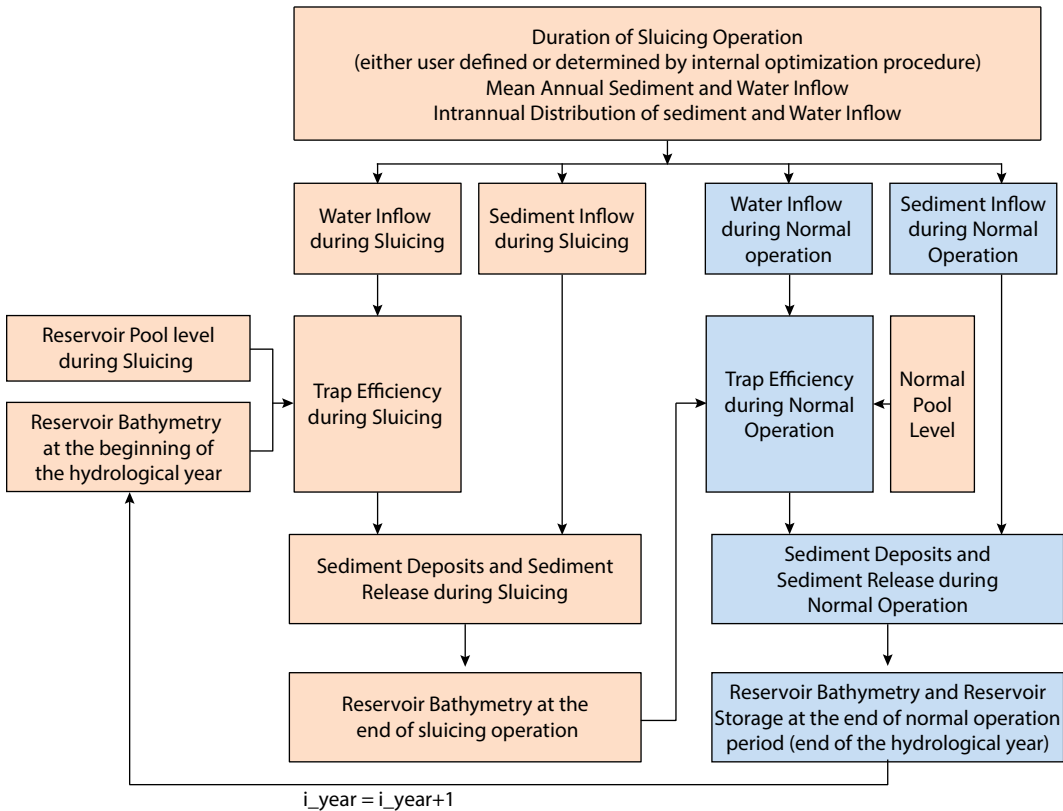 Duration of Sluicing Operation
(either user defined or determined by internal optimization procedure)
Mean Annual Sediment and Water Inflow
Intrannual Distribution of sediment and Water Inflow
Water Inflow
during Sluicing
Sediment Inflow
during Sluicing
Water Inflow
during Normal
operation
Sediment Inflow
during Normal
Operation
Reservoir Pool level
during Sluicing
Reservoir Bathymetry
at the beginning of
the hydrological year
Trap Efficiency
during Sluicing
Trap Efficiency
during Normal
Operation
Normal
Pool
Level
Sediment Deposits and Sediment
Release during Sluicing
Sediment Deposits and
Sediment Release during
Normal Operation
Reservoir Bathymetry at the
end of sluicing operation
Reservoir Bathymetry and Reservoir
Storage at the end of normal operation
period (end of the hydrological year)
i_year = i_year+1